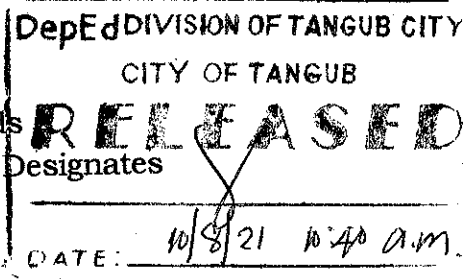 DepEd DIVISION OF TANGUB CITY
CITY OF TANGUB
RELEASED
Designates
DATE: 10/8/21 10:40 a.m.